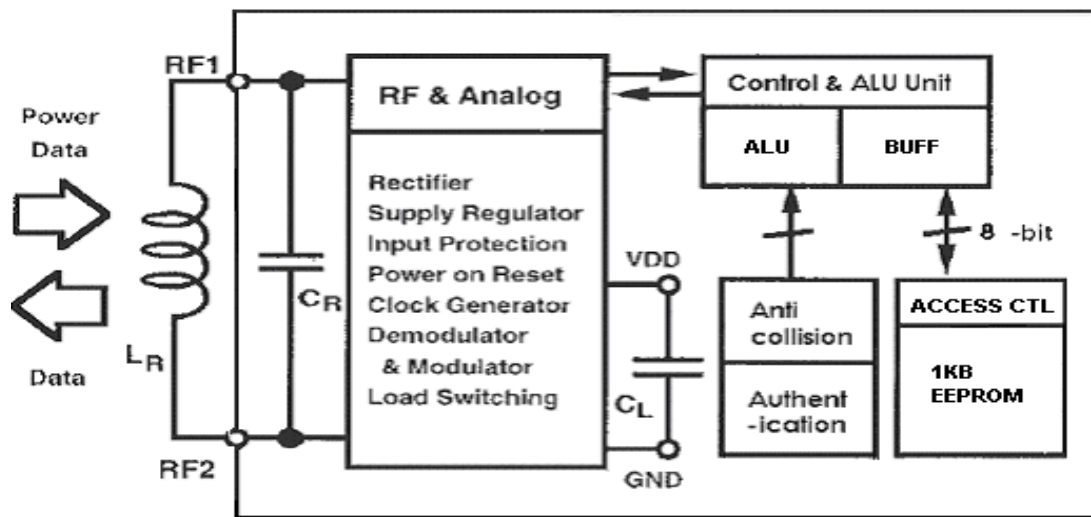 RF1
Power
Data
Data
LR
RF2
CR
RF & Analog
Rectifier
Supply Regulator
Input Protection
Power on Reset
Clock Generator
Demodulator
& Modulator
Load Switching
VDD
CL
GND
Control & ALU Unit
ALU
BUFF
8 -bit
Anti
collision
Authent
-ication
ACCESS CTL
1KB
EEPROM